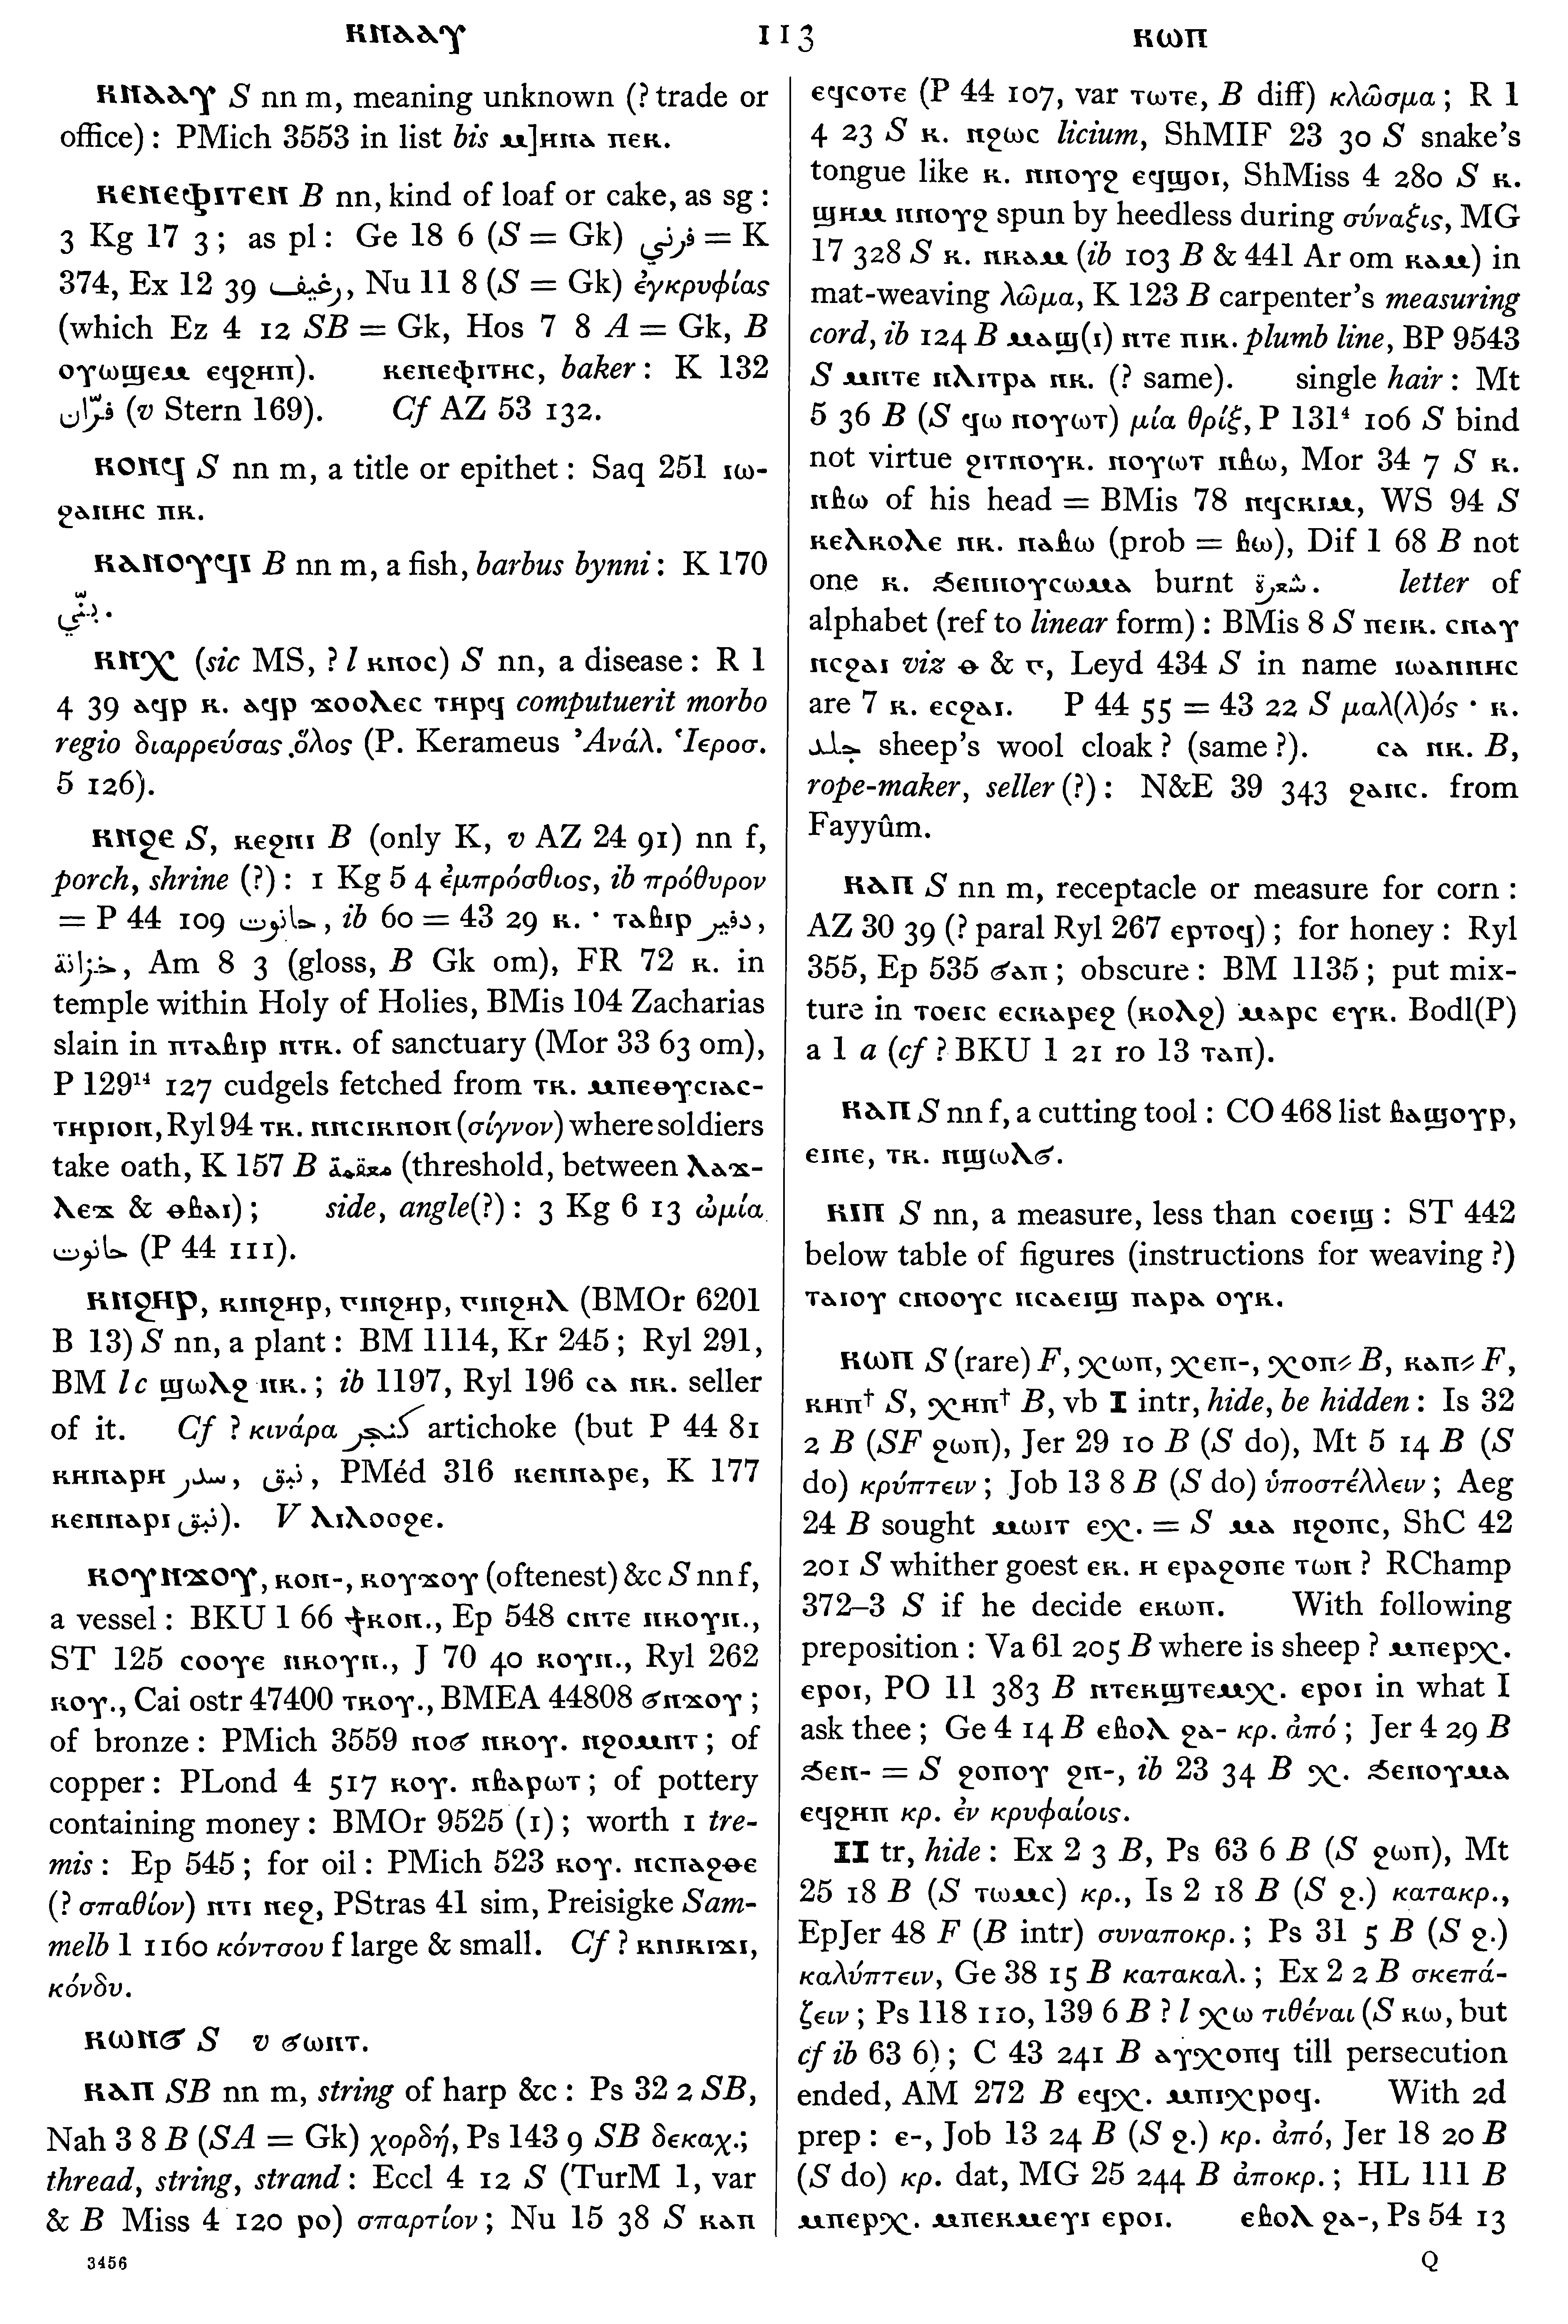 ⲕⲛⲁⲁⲩ 113 ⲕⲱⲡ
ⲕⲛⲁⲁⲩ S nn m, meaning unknown (? trade or
office) : PMich 3553 in list bis ⲙ]ⲏⲛⲁ ⲡⲉⲕ.
ⲕⲉⲛⲉⲫⲓⲧⲉⲛ B nn, kind of loaf or cake, as sg :
3 Kg 17 3 ; as pl : Ge 18 6 (S = Gk) فرني = K
374, Ex 12 39 رغيف, Nu 11 8 (S = Gk) ἐγκρυφίας
(which Ez 4 12 SB = Gk, Hos 7 8 A = Gk, B
ⲟⲩⲱϣⲉⲙ ⲉϥϩⲏⲡ). ⲕⲉⲛⲉⲫⲓⲧⲏⲥ, baker : K 132
فرّان (v Stern 169). Cf AZ 53 132.
ⲕⲟⲛϥ S nn m, a title or epithet : Saq 251 ⲓⲱ-
ϩⲁⲛⲏⲥ ⲡⲕ.
ⲕⲁⲛⲟⲩϥⲓ B nn m, a fish, barbus bynni : K 170
بنّي.
ⲕⲛⲭ (sic MS, ? l ⲕⲛⲟⲥ) S nn, a disease : R 1
4 39 ⲁϥⲣ ⲕ. ⲁϥⲣ ϫⲟⲟⲗⲉⲥ ⲧⲏⲣϥ computuerit morbo
regio διαρρεύσας ὅλος (P. Kerameus Ἀνάλ. Ἱεροσ.
5 126).
ⲕⲛϩⲉ S, ⲕⲉϩⲛⲓ B (only K, v AZ 24 91) nn f,
porch, shrine (?) : 1 Kg 5 4 ἐμπρόσθιος, ib πρόθυρον
= P 44 109 حانوت, ib 60 = 43 29 ⲕ. · ⲧⲁⲃⲓⲣ دفير,
خزانة, Am 8 3 (gloss, B Gk om), FR 72 ⲕ. in
temple within Holy of Holies, BMis 104 Zacharias
slain in ⲡⲧⲁⲃⲓⲣ ⲛⲧⲕ. of sanctuary (Mor 33 63 om),
P 129¹⁴ 127 cudgels fetched from ⲧⲕ. ⲙⲡⲉⲑⲩⲥⲓⲁⲥ-
ⲧⲏⲣⲓⲟⲛ, Ryl 94 ⲧⲕ. ⲛⲛⲥⲓⲕⲛⲟⲛ (σίγνον) where soldiers
take oath, K 157 B معقمة (threshold, between ⲗⲁϫ-
ⲗⲉϫ & ⲑⲃⲁⲓ) ; side, angle(?) : 3 Kg 6 13 ὠμία
حانوت (P 44 111).
ⲕⲛϩⲏⲣ, ⲕⲓⲛϩⲏⲣ, ⲅⲓⲛϩⲏⲣ, ⲅⲓⲛϩⲏⲗ (BMOr 6201
B 13) S nn, a plant : BM 1114, Kr 245 ; Ryl 291,
BM l c ϣⲱⲗϩ ⲛⲕ. ; ib 1197, Ryl 196 ⲥⲁ ⲛⲕ. seller
of it. Cf ? κινάρα كنجر artichoke (but P 44 81
ⲕⲏⲛⲁⲣⲏ سدر, نبق, PMéd 316 ⲕⲉⲛⲛⲁⲣⲉ, K 177
ⲕⲉⲛⲛⲁⲣⲓ نبق). V ⲗⲓⲗⲟⲟϩⲉ.
ⲕⲟⲩⲛϫⲟⲩ, ⲕⲟⲛ-, ⲕⲟⲩϫⲟⲩ (oftenest) &c S nn f,
a vessel : BKU 1 66 ϯⲕⲟⲛ., Ep 548 ⲥⲛⲧⲉ ⲛⲕⲟⲩⲛ.,
ST 125 ⲥⲟⲟⲩⲉ ⲛⲕⲟⲩⲛ., J 70 40 ⲕⲟⲩⲛ., Ryl 262
ⲕⲟⲩ., Cai ostr 47400 ⲧⲕⲟⲩ., BMEA 44808 ϭⲛϫⲟⲩ ;
of bronze : PMich 3559 ⲛⲟϭ ⲛⲕⲟⲩ. ⲛϩⲟⲙⲛⲧ ; of
copper : PLond 4 517 ⲕⲟⲩ. ⲛⲃⲁⲣⲱⲧ ; of pottery
containing money : BMOr 9525 (1) ; worth 1 tre-
mis : Ep 545 ; for oil : PMich 523 ⲕⲟⲩ. ⲛⲥⲡⲁϩⲑⲉ
(? σπαθίον) ⲛⲧⲓ ⲛⲉϩ, PStras 41 sim, Preisigke Sam-
melb 1 1160 κόντσου f large & small. Cf ? ⲕⲛⲓⲕⲓϫⲓ,
κόνδυ.
ⲕⲱⲛϭ S v ϭⲱⲛⲧ.
ⲕⲁⲡ SB nn m, string of harp &c : Ps 32 2 SB,
Nah 3 8 B (SA = Gk) χορδή, Ps 143 9 SB δεκαχ.;
thread, string, strand : Eccl 4 12 S (TurM 1, var
& B Miss 4 120 ⲣⲟ) σπαρτίον ; Nu 15 38 S ⲕⲁⲡ
3456
ⲉϥⲥⲟⲧⲉ (P 44 107, var ⲧⲱⲧⲉ, B diff) κλῶσμα ; R 1
4 23 S ⲕ. ⲛϩⲱⲥ licium, ShMIF 23 30 S snake's
tongue like ⲕ. ⲛⲛⲟⲩϩ ⲉϥϣⲟⲓ, ShMiss 4 280 S ⲕ.
ϣⲏⲙ ⲛⲛⲟⲩϩ spun by heedless during σύναξις, MG
17 328 S ⲕ. ⲛⲕⲁⲙ (ib 103 B & 441 Ar om ⲕⲁⲙ) in
mat-weaving λῶμα, K 123 B carpenter's measuring
cord, ib 124 B ⲙⲁϣ(ⲓ) ⲛⲧⲉ ⲡⲓⲕ. plumb line, BP 9543
S ⲙⲛⲧⲉ ⲛⲗⲓⲧⲣⲁ ⲛⲕ. (? same). single hair : Mt
5 36 B (S ϥⲱ ⲛⲟⲩⲱⲧ) μία θρίξ, P 131⁴ 106 S bind
not virtue ϩⲓⲧⲛⲟⲩⲕ. ⲛⲟⲩⲱⲧ ⲛⲃⲱ, Mor 34 7 S ⲕ.
ⲛⲃⲱ of his head = BMis 78 ⲛϥⲥⲕⲓⲙ, WS 94 S
ⲕⲉⲗⲕⲟⲗⲉ ⲛⲕ. ⲛⲁⲃⲱ (prob = ⲃⲱ), Dif 1 68 B not
one ⲕ. ϧⲉⲛⲛⲟⲩⲥⲱⲙⲁ burnt شعرة. letter of
alphabet (ref to linear form) : BMis 8 S ⲡⲉⲓⲕ. ⲥⲛⲁⲩ
ⲛⲥϩⲁⲓ viz ⲑ & ⲅ, Leyd 434 S in name ⲓⲱⲁⲛⲛⲏⲥ
are 7 ⲕ. ⲉⲥϩⲁⲓ. P 44 55 = 43 22 S μαλ(λ)ός · ⲕ.
جلد sheep's wool cloak ? (same ?). ⲥⲁ ⲛⲕ. B,
rope-maker, seller (?) : N&E 39 343 ϩⲁⲛⲥ. from
Fayyûm.
ⲕⲁⲡ S nn m, receptacle or measure for corn :
AZ 30 39 (? paral Ryl 267 ⲉⲣⲧⲟϥ) ; for honey : Ryl
355, Ep 535 ϭⲁⲡ ; obscure : BM 1135 ; put mix-
ture in ⲧⲟⲉⲓⲥ ⲉⲥⲕⲁⲣⲉϩ (ⲕⲟⲗϩ) ⲙⲁⲣⲥ ⲉⲩⲕ. Bodl(P)
a 1 a (cf ? BKU 1 21 ro 13 ⲧⲁⲡ).
ⲕⲁⲡ S nn f, a cutting tool : CO 468 list ⲃⲁϣⲟⲩⲣ,
ⲉⲓⲛⲉ, ⲧⲕ. ⲛϣⲱⲗϭ.
ⲕⲓⲡ S nn, a measure, less than ⲥⲟⲉⲓϣ : ST 442
below table of figures (instructions for weaving ?)
ⲧⲁⲓⲟⲩ ⲥⲛⲟⲟⲩⲥ ⲛⲥⲁⲉⲓϣ ⲡⲁⲣⲁ ⲟⲩⲕ.
ⲕⲱⲡ S (rare) F, ⲭⲱⲡ, ⲭⲉⲡ-, ⲭⲟⲡ⸗ B, ⲕⲁⲡ⸗ F,
ⲕⲏⲡ† S, ⲭⲏⲡ† B, vb I intr, hide, be hidden : Is 32
2 B (SF ϩⲱⲡ), Jer 29 10 B (S do), Mt 5 14 B (S
do) κρύπτειν ; Job 13 8 B (S do) ὑποστέλλειν ; Aeg
24 B sought ⲙⲱⲓⲧ ⲉⲭ. = S ⲙⲁ ⲛϩⲟⲡⲥ, ShC 42
201 S whither goest ⲉⲕ. ⲏ ⲉⲣⲁϩⲟⲡⲉ ⲧⲱⲛ ? RChamp
372–3 S if he decide ⲉⲕⲱⲡ. With following
preposition : Va 61 205 B where is sheep ? ⲙⲡⲉⲣⲭ.
ⲉⲣⲟⲓ, PO 11 383 B ⲛⲧⲉⲕϣⲧⲉⲙⲭ. ⲉⲣⲟⲓ in what I
ask thee ; Ge 4 14 B ⲉⲃⲟⲗ ϩⲁ- κρ. ἀπό ; Jer 4 29 B
ϧⲉⲛ- = S ϩⲟⲡⲟⲩ ϩⲛ-, ib 23 34 B ⲭ. ϧⲉⲛⲟⲩⲙⲁ
ⲉϥϩⲏⲡ κρ. ἐν κρυφαίοις.
II tr, hide : Ex 2 3 B, Ps 63 6 B (S ϩⲱⲡ), Mt
25 18 B (S ⲧⲱⲙⲥ) κρ., Is 2 18 B (S ϩ.) κατακρ.,
EpJer 48 F (B intr) συναποκρ. ; Ps 31 5 B (S ϩ.)
καλύπτειν, Ge 38 15 B κατακαλ. ; Ex 2 2 B σκεπά-
ζειν ; Ps 118 110, 139 6 B ? l ⲭⲱ τιθέναι (S ⲕⲱ, but
cf ib 63 6) ; C 43 241 B ⲁⲩⲭⲟⲡϥ till persecution
ended, AM 272 B ⲉϥⲭ. ⲙⲡⲓⲭⲣⲟϥ. With 2d
prep : ⲉ-, Job 13 24 B (S ϩ.) κρ. ἀπό, Jer 18 20 B
(S do) κρ. dat, MG 25 244 B ἀποκρ. ; HL 111 B
ⲙⲡⲉⲣⲭ. ⲙⲡⲉⲕⲙⲉⲩⲓ ⲉⲣⲟⲓ. ⲉⲃⲟⲗ ϩⲁ-, Ps 54 13
Q